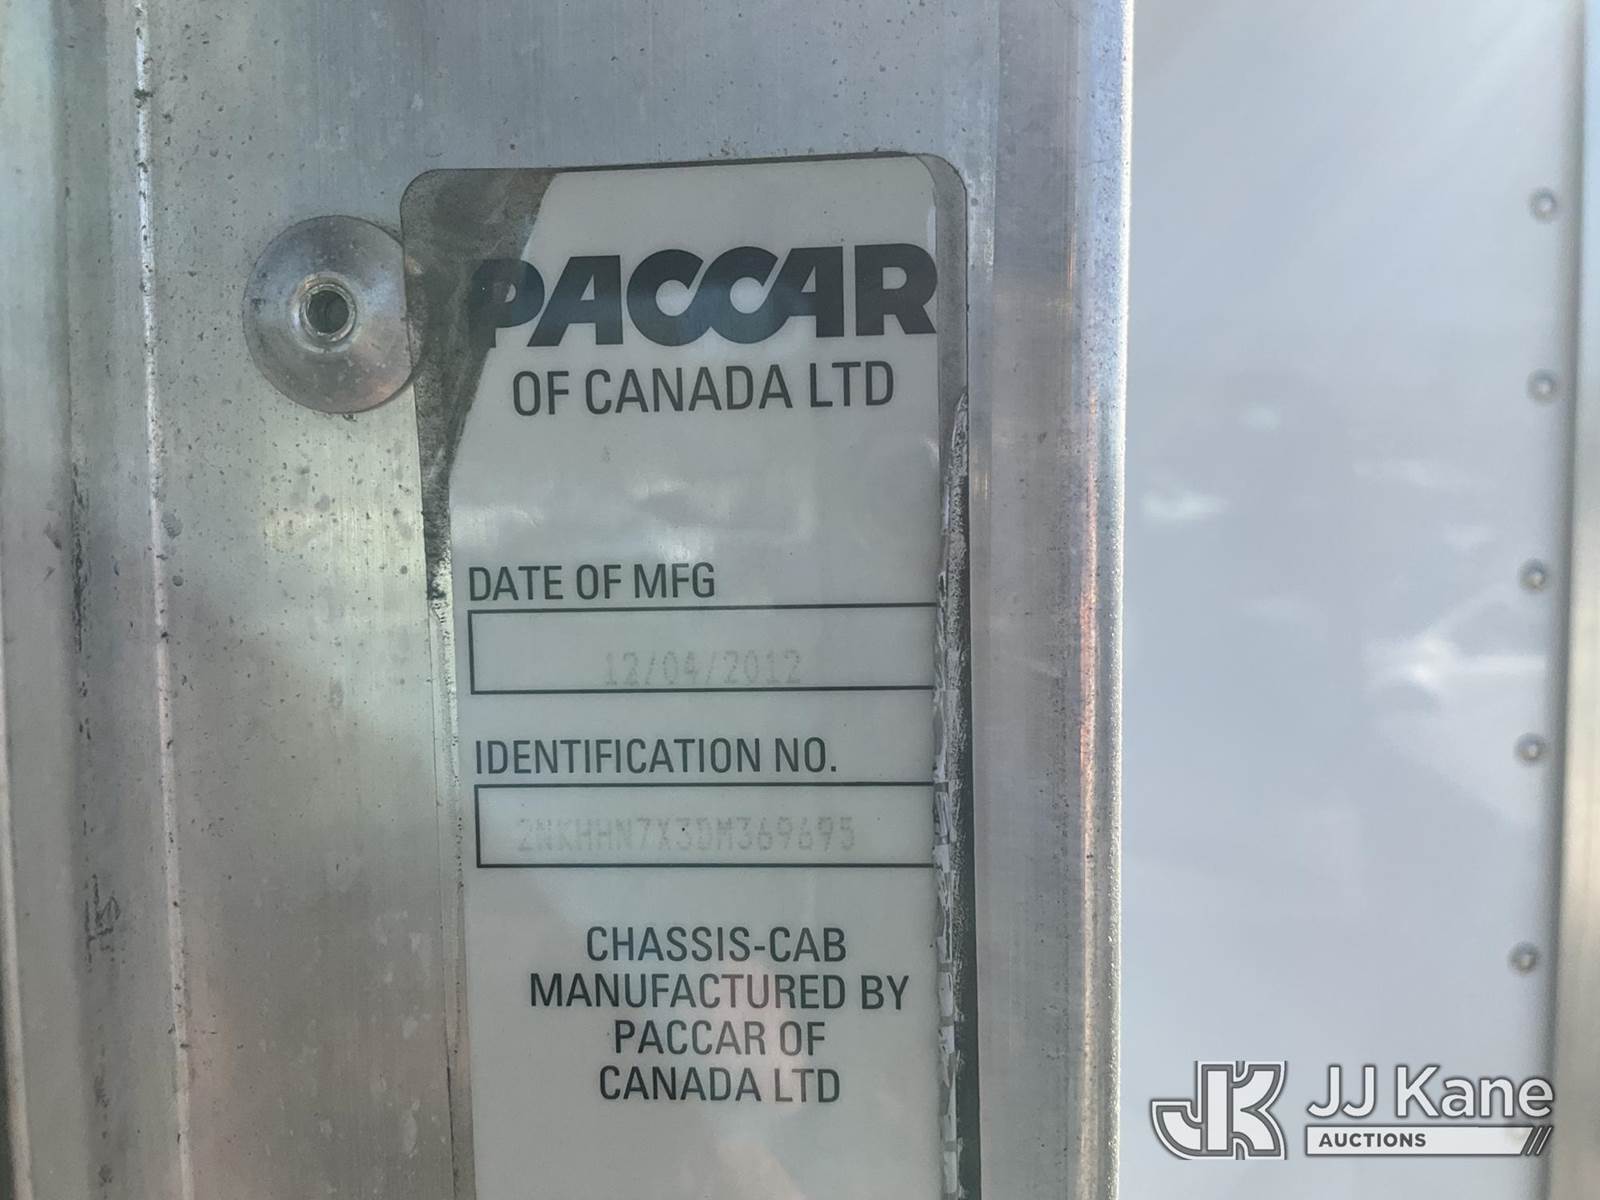 PACCAR
OF CANADA LTD
DATE OF MFG
12/04/2012
IDENTIFICATION NO.
2NKHHN7X3DM369695
CHASSIS-CAB
MANUFACTURED BY
PACCAR OF
CANADA LTD
JK JJ Kane
AUCTIONS